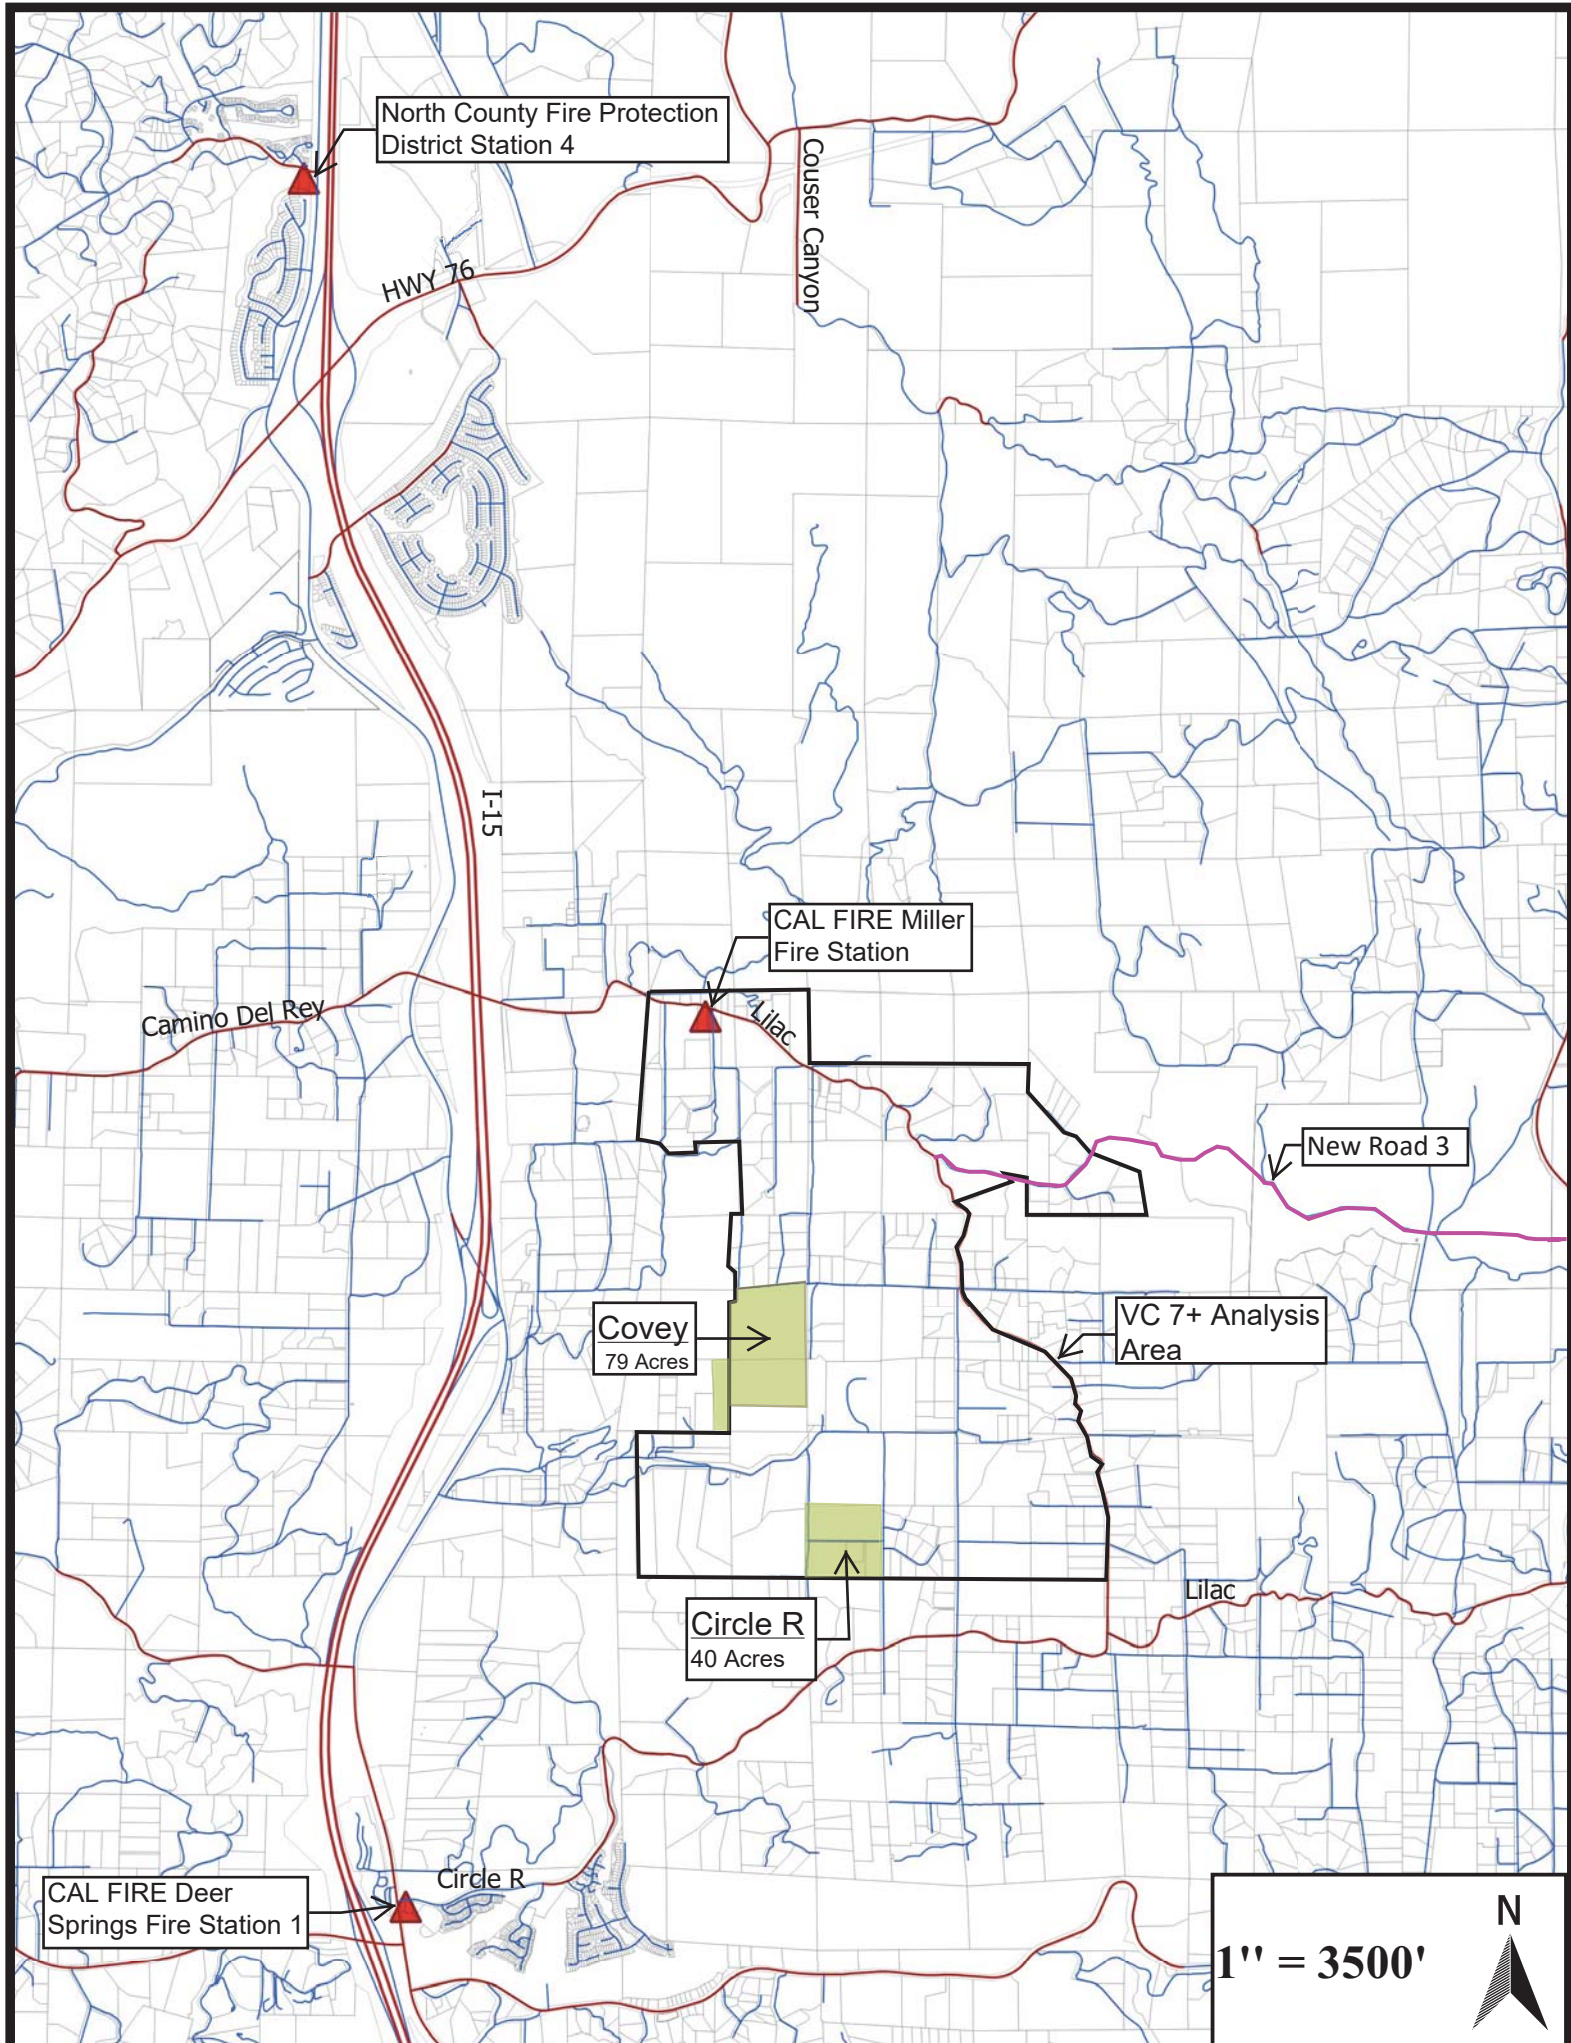 North County Fire Protection
District Station 4
Couser Canyon
HWY 76
I-15
CAL FIRE Miller
Fire Station
Camino Del Rey
Lilac
New Road 3
Covey
79 Acres
VC 7+ Analysis
Area
Lilac
Circle R
40 Acres
Circle R
CAL FIRE Deer
Springs Fire Station 1
N
1" = 3500'